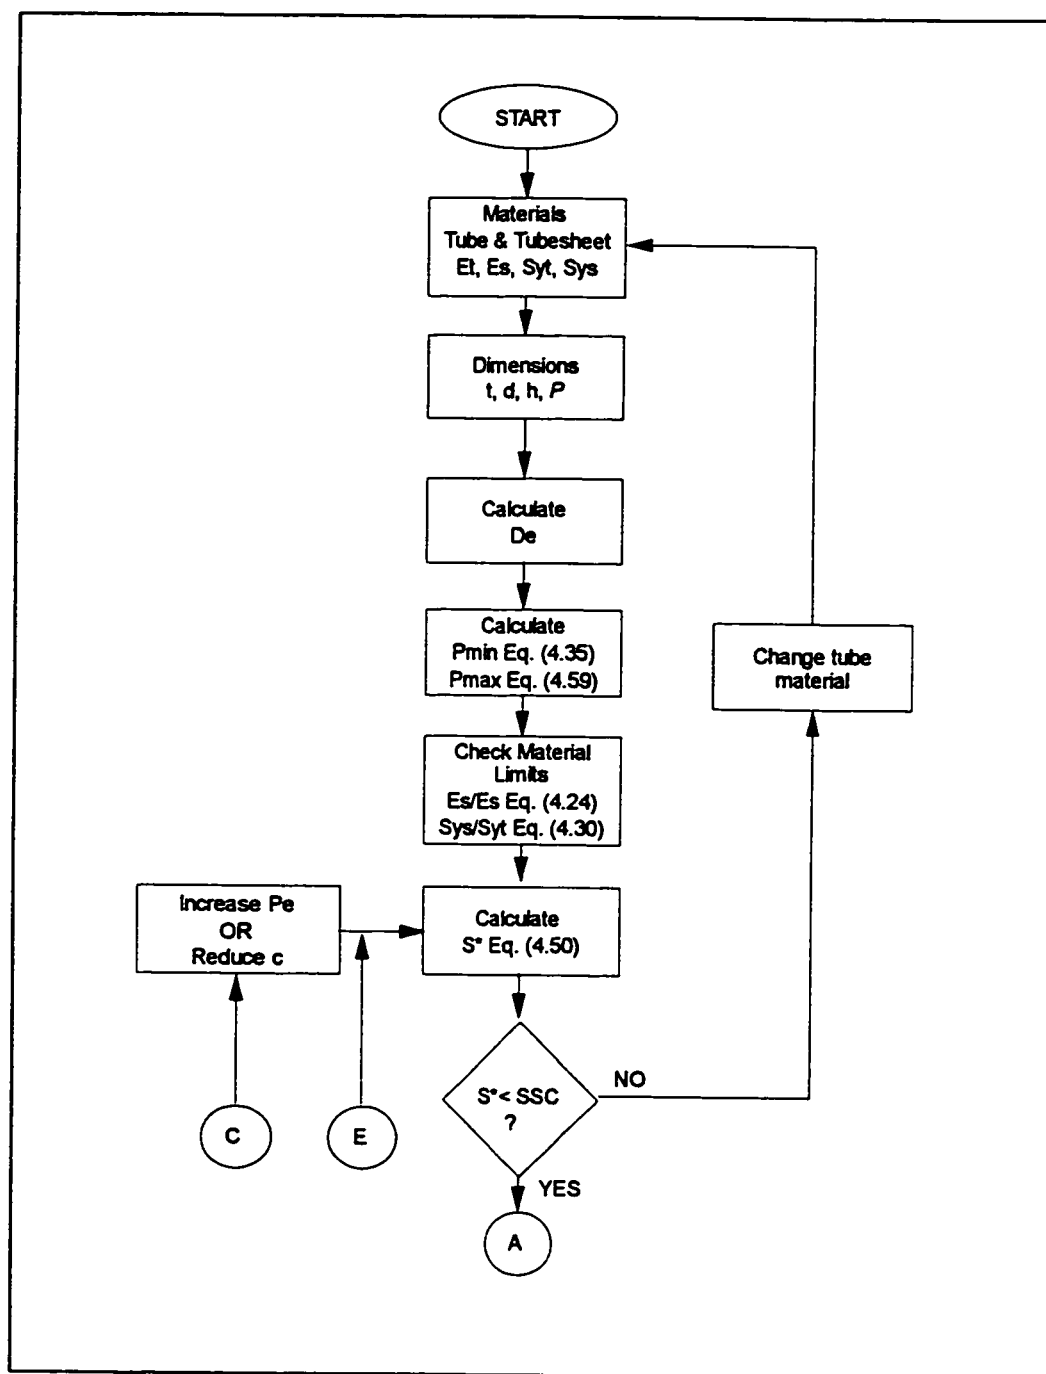 START
Materials
Tube & Tubesheet
Et, Es, Syt, Sys
Dimensions
t, d, h, P
Calculate
De
Calculate
Pmin Eq. (4.35)
Pmax Eq. (4.59)
Change tube
material
Check Material
Limits
Es/Es Eq. (4.24)
Sys/Syt Eq. (4.30)
Increase Pe
OR
Reduce c
Calculate
S* Eq. (4.50)
S*< SSC
?
NO
C
E
YES
A